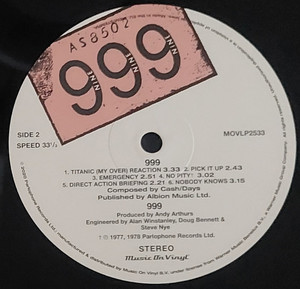 AS8502
999
NINE NINE NINE
SIDE 2
SPEED 33⅓
MOVLP2533
999
1. TITANIC (MY OVER) REACTION 3.33 2. PICK IT UP 2.43
3. EMERGENCY 2.51 4. NO PITY! 3.02
5. DIRECT ACTION BRIEFING 2.21 6. NOBODY KNOWS 3.15
Composed by Cash/Days
Published by Albion Music Ltd.
999
Produced by Andy Arthurs
Engineered by Alan Winstanley, Doug Bennett &
Steve Nye
℗ © 1977, 1978 Parlophone Records Ltd.
STEREO
Music On Vinyl